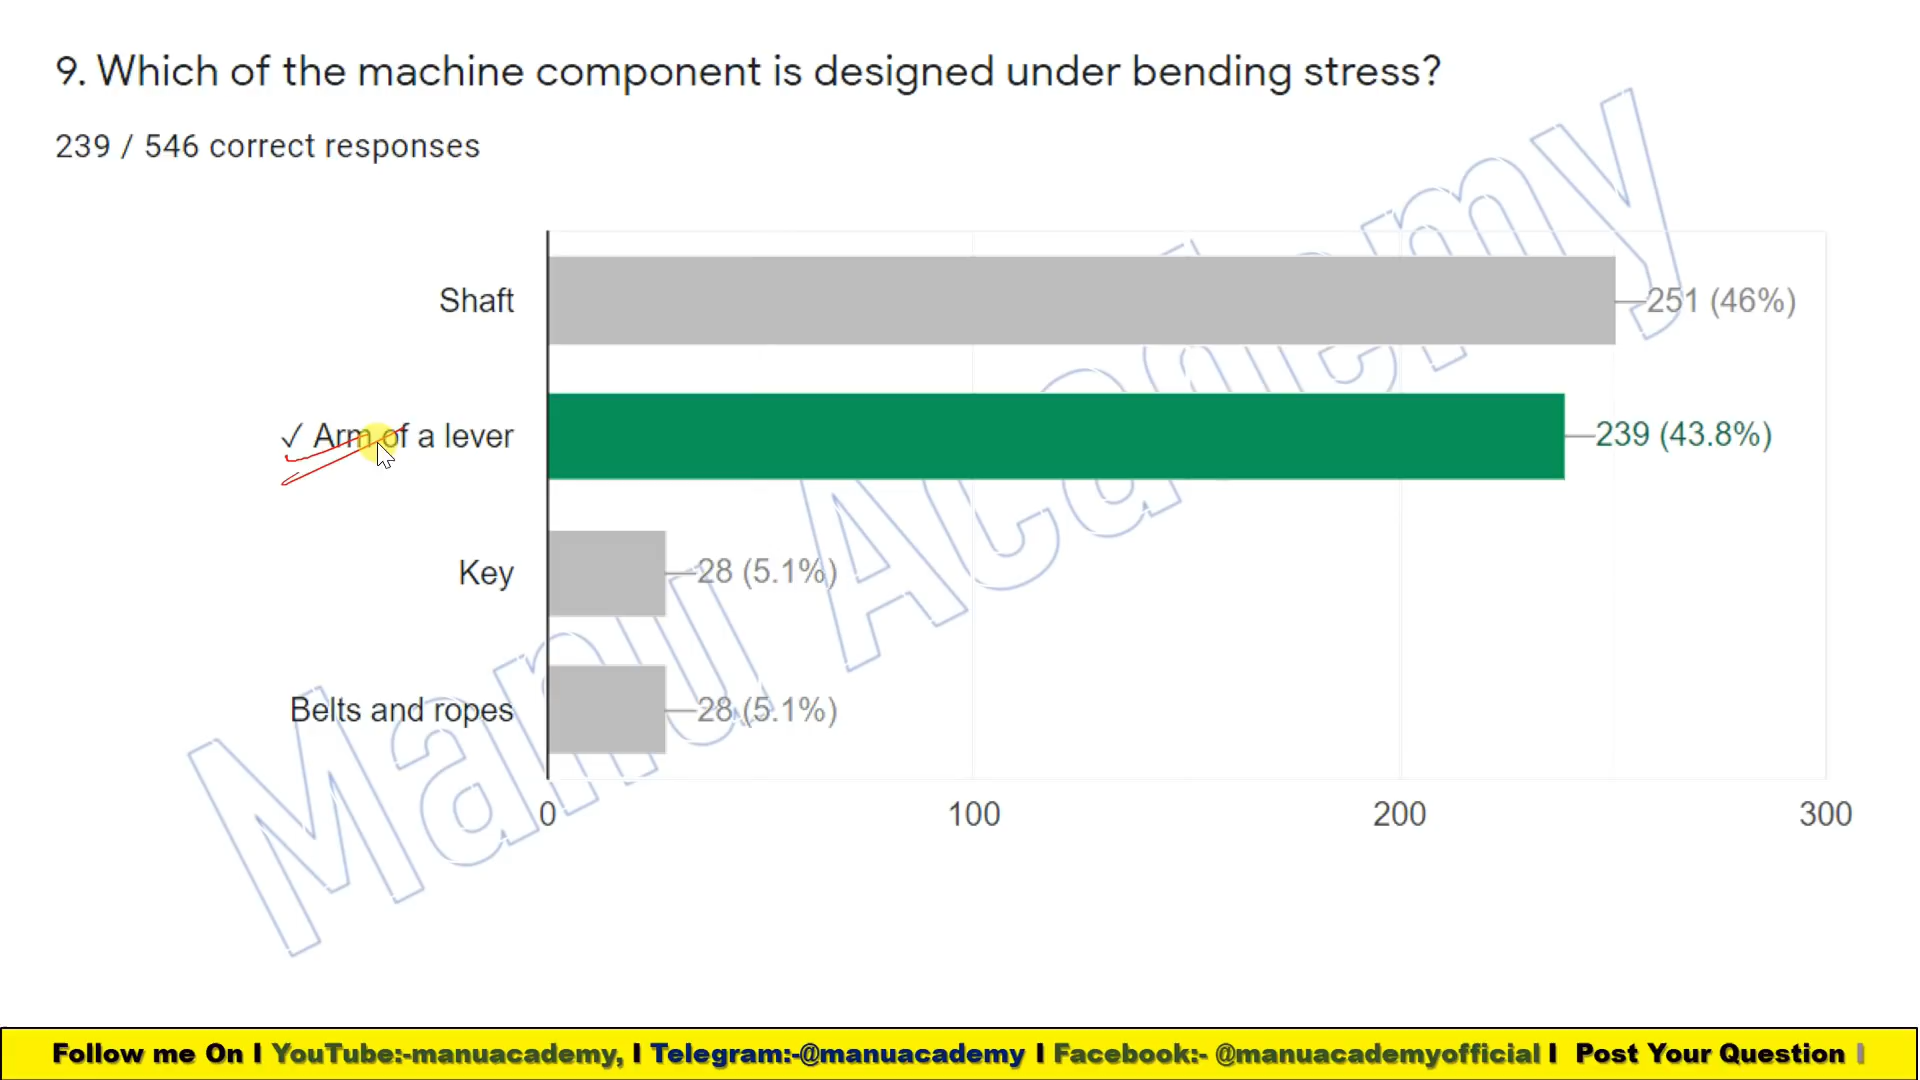 9. Which of the machine component is designed under bending stress?
239 / 546 correct responses
Shaft
251 (46%)
✓ Arm of a lever
239 (43.8%)
Key
28 (5.1%)
Belts and ropes
28 (5.1%)
0 100 200 300
Manu Academy
Follow me On I YouTube:-manuacademy, I Telegram:-@manuacademy I Facebook:- @manuacademyofficial I Post Your Question I